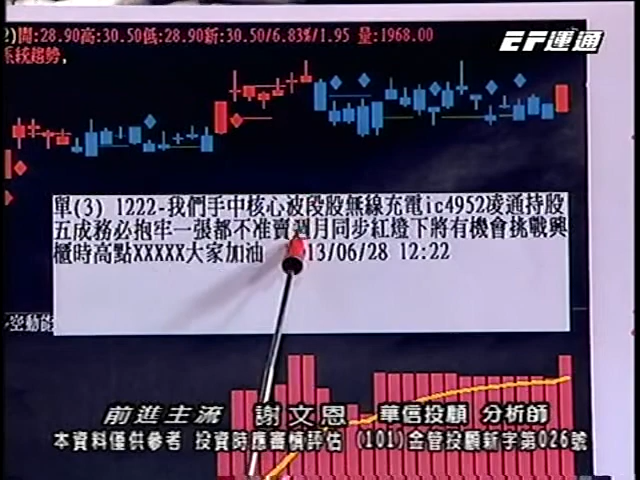 2)開:28.90高:30.50低:28.90新:30.50/6.83%/1.95 量:1968.00
系統趨勢,
EF運通
單(3) 1222-我們手中核心波段股無線充電ic4952凌通持股
五成務必抱牢一張都不准賣週月同步紅燈下將有機會挑戰興
櫃時高點XXXXX大家加油 13/06/28 12:22
空動能
前進主流 謝文恩 華信投顧 分析師
本資料僅供參考 投資時應審慎評估 (101)金管投顧新字第026號